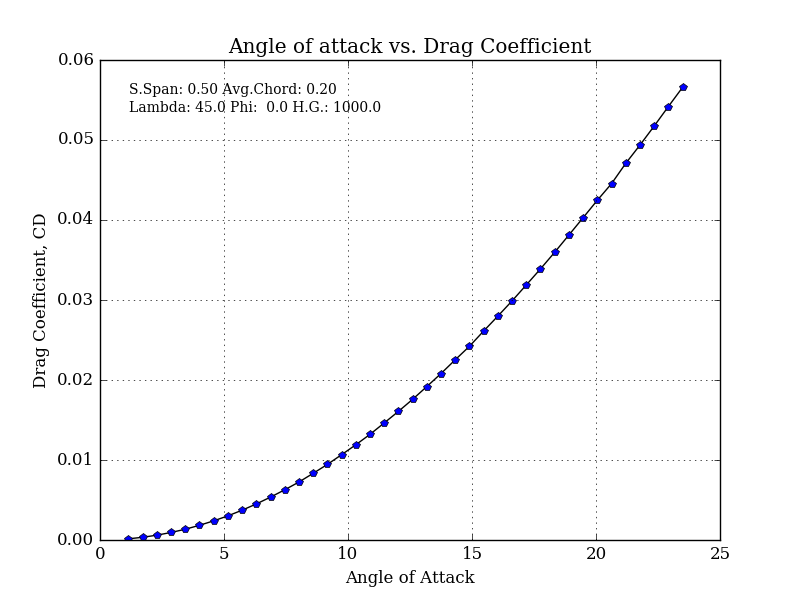 Angle of attack vs. Drag Coefficient
0.06
S.Span: 0.50 Avg.Chord: 0.20
Lambda: 45.0 Phi:  0.0 H.G.: 1000.0
0.05
0.04
Drag Coefficient, CD
0.03
0.02
0.01
0.00
0 5 10 15 20 25
Angle of Attack